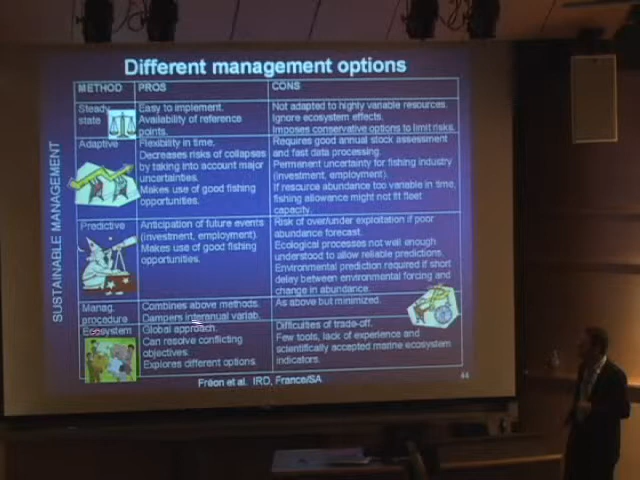 Different management options
SUSTAINABLE MANAGEMENT
METHOD PROS CONS
Steady
state
Easy to implement.
Availability of reference
points.
Not adapted to highly variable resources.
Ignore ecosystem effects.
Imposes conservative options to limit risks.
Adaptive
Flexibility in time.
Decreases risks of collapses
by taking into account major
uncertainties.
Makes use of good fishing
opportunities.
Requires good annual stock assessment
and fast data processing
Permanent uncertainty for fishing industry
(investment, employment).
If resource abundance too variable in time,
fishing allowance might not fit fleet
capacity.
Predictive
Anticipation of future events
(investment, employment).
Makes use of good fishing
opportunities.
Risk of over/under exploitation if poor
abundance forecast.
Ecological processes not well enough
understood to allow reliable predictions.
Environmental prediction required if short
delay between environmental forcing and
change in abundance.
Manag.
procedure
Combines above methods.
Dampers interanual variab.
As above but minimized.
Ecosystem
Global approach.
Can resolve conflicting
objectives.
Explores different options.
Difficulties of trade-off.
Few tools, lack of experience and
scientifically accepted marine ecosystem
indicators.
Fréon et al. IRD, France/SA
44